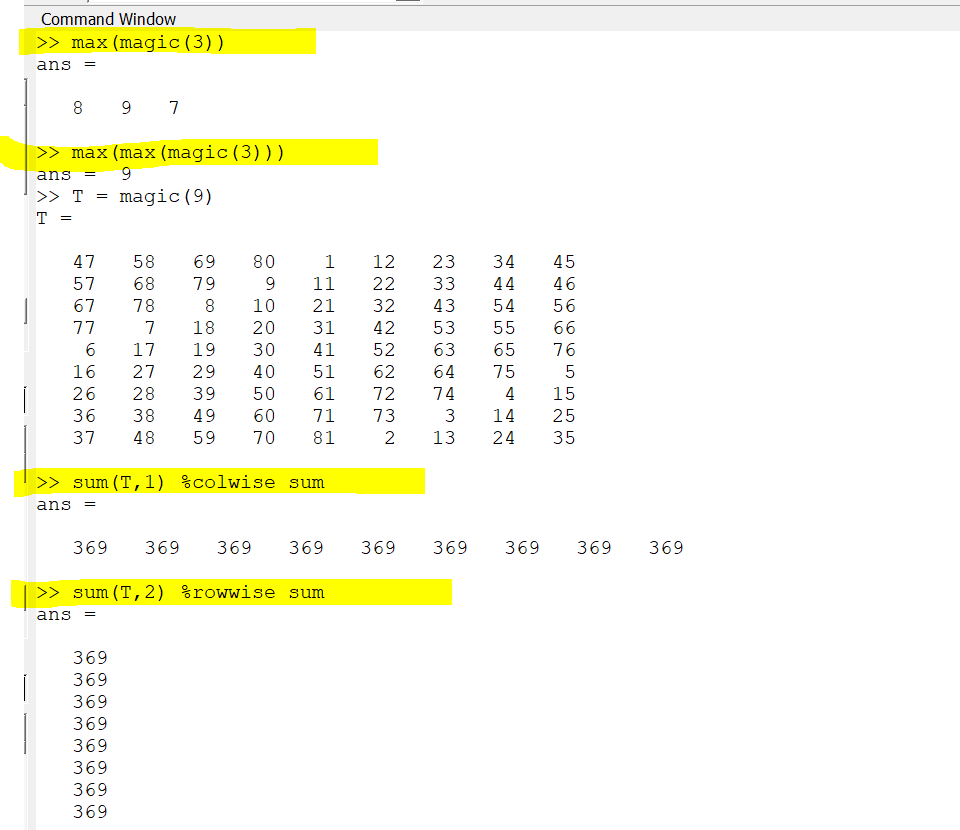 Command Window
>> max(magic(3))
ans =
8 9 7
>> max(max(magic(3)))
ans = 9
>> T = magic(9)
T =
47 58 69 80 1 12 23 34 45
57 68 79 9 11 22 33 44 46
67 78 8 10 21 32 43 54 56
77 7 18 20 31 42 53 55 66
6 17 19 30 41 52 63 65 76
16 27 29 40 51 62 64 75 5
26 28 39 50 61 72 74 4 15
36 38 49 60 71 73 3 14 25
37 48 59 70 81 2 13 24 35
>> sum(T,1) %colwise sum
ans =
369 369 369 369 369 369 369 369 369
>> sum(T,2) %rowwise sum
ans =
369
369
369
369
369
369
369
369